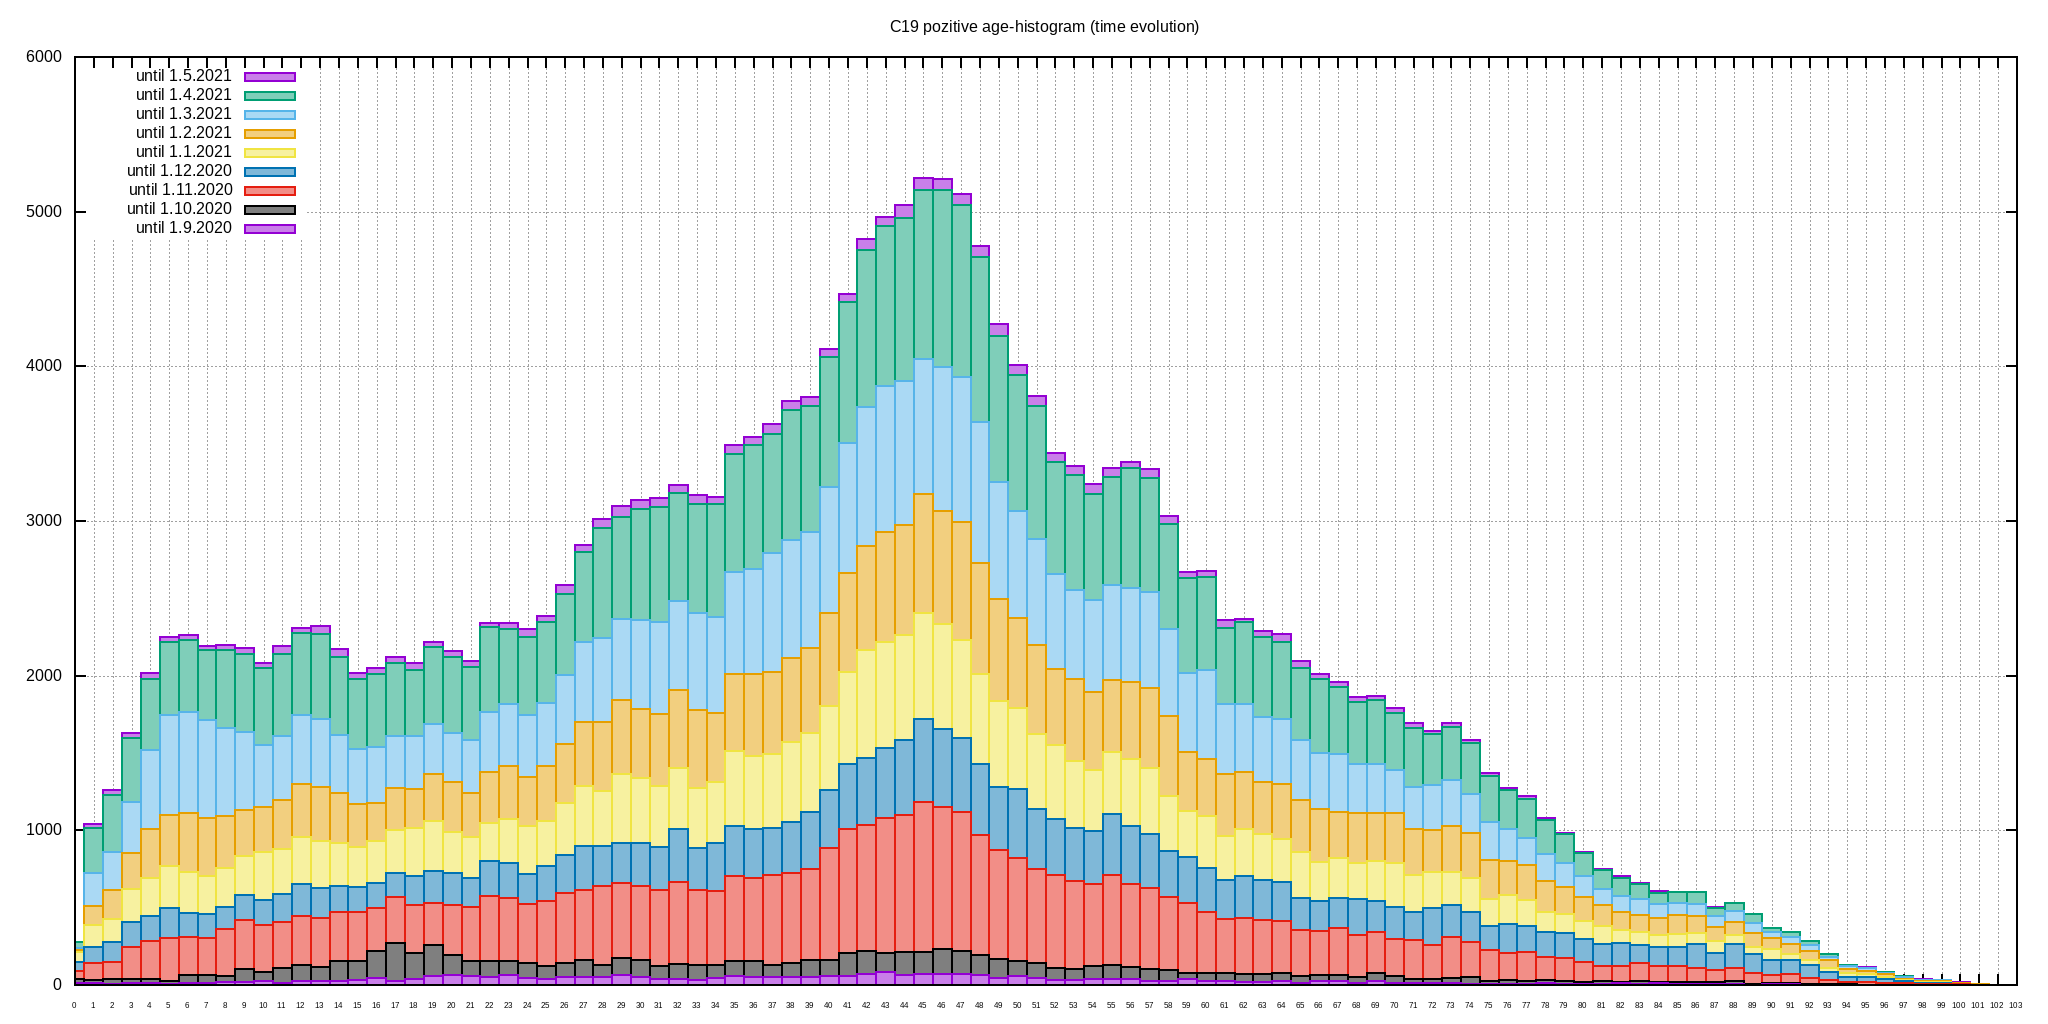 C19 pozitive age-histogram (time evolution)
6000
5000
4000
3000
2000
1000
0
until 1.5.2021
until 1.4.2021
until 1.3.2021
until 1.2.2021
until 1.1.2021
until 1.12.2020
until 1.11.2020
until 1.10.2020
until 1.9.2020
0 1 2 3 4 5 6 7 8 9 10 11 12 13 14 15 16 17 18 19 20 21 22 23 24 25 26 27 28 29 30 31 32 33 34 35 36 37 38 39 40 41 42 43 44 45 46 47 48 49 50 51 52 53 54 55 56 57 58 59 60 61 62 63 64 65 66 67 68 69 70 71 72 73 74 75 76 77 78 79 80 81 82 83 84 85 86 87 88 89 90 91 92 93 94 95 96 97 98 99 100 101 102 103